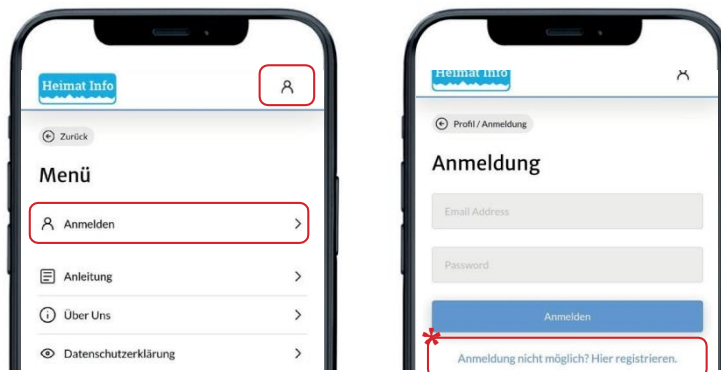 Heimat Info
Zurück
Menü
Anmelden
Anleitung
Über Uns
Datenschutzerklärung
Heimat Info
Profil / Anmeldung
Anmeldung
Email Address
Password
Anmelden
*
Anmeldung nicht möglich? Hier registrieren.